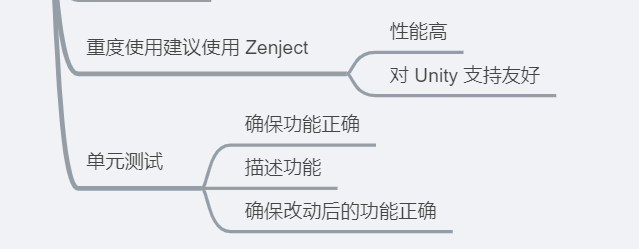 性能高
重度使用建议使用 Zenject
对 Unity 支持友好
确保功能正确
单元测试
描述功能
确保改动后的功能正确